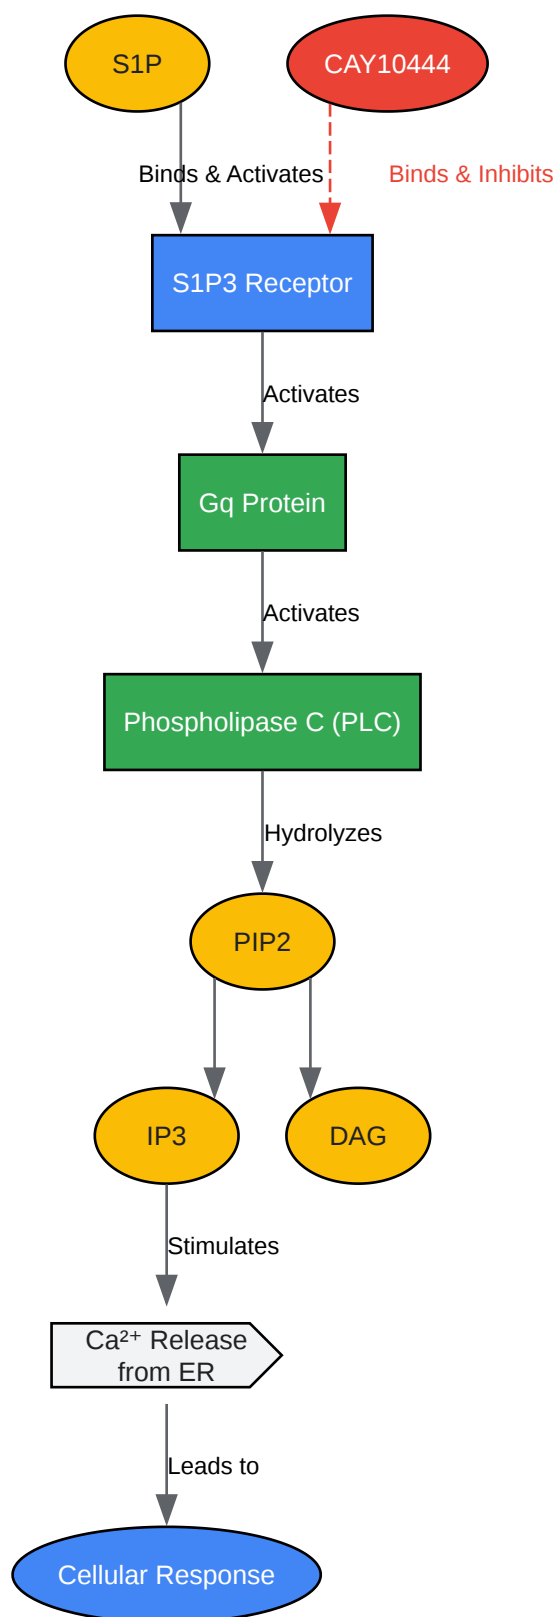 S1P
CAY10444
Binds & Activates
Binds & Inhibits
S1P3 Receptor
Activates
Gq Protein
Activates
Phospholipase C (PLC)
Hydrolyzes
PIP2
IP3
DAG
Stimulates
Ca²⁺ Release
from ER
Leads to
Cellular Response